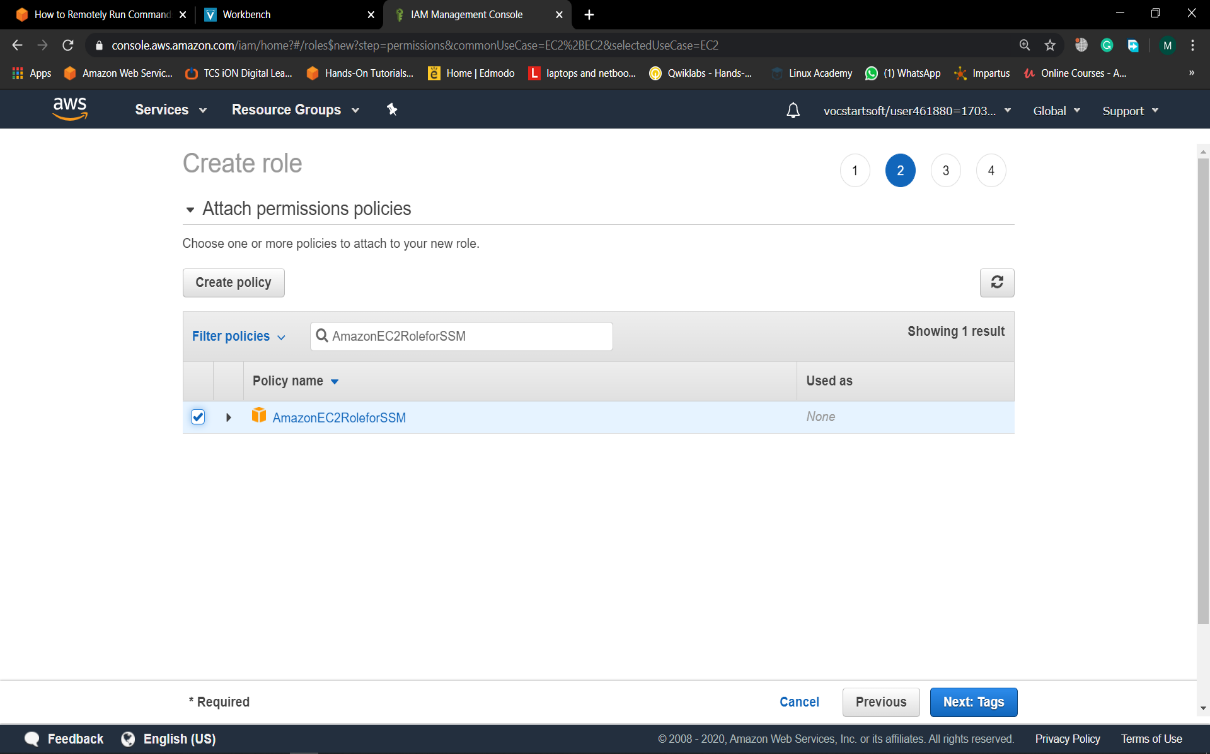 How to Remotely Run Command
Workbench
IAM Management Console
console.aws.amazon.com/iam/home?#/roles$new?step=permissions&commonUseCase=EC2%2BEC2&selectedUseCase=EC2
M
Apps Amazon Web Servic... TCS iON Digital Lea... Hands-On Tutorials... Home | Edmodo laptops and netboo... Qwiklabs - Hands-... Linux Academy (1) WhatsApp Impartus Online Courses - A... »
aws Services Resource Groups vocstartsoft/user461880=1703... Global Support
Create role
1 2 3 4
Attach permissions policies
Choose one or more policies to attach to your new role.
Create policy
Filter policies AmazonEC2RoleforSSM Showing 1 result
Policy name Used as
AmazonEC2RoleforSSM None
* Required Cancel Previous Next: Tags
Feedback English (US) © 2008 - 2020, Amazon Web Services, Inc. or its affiliates. All rights reserved. Privacy Policy Terms of Use